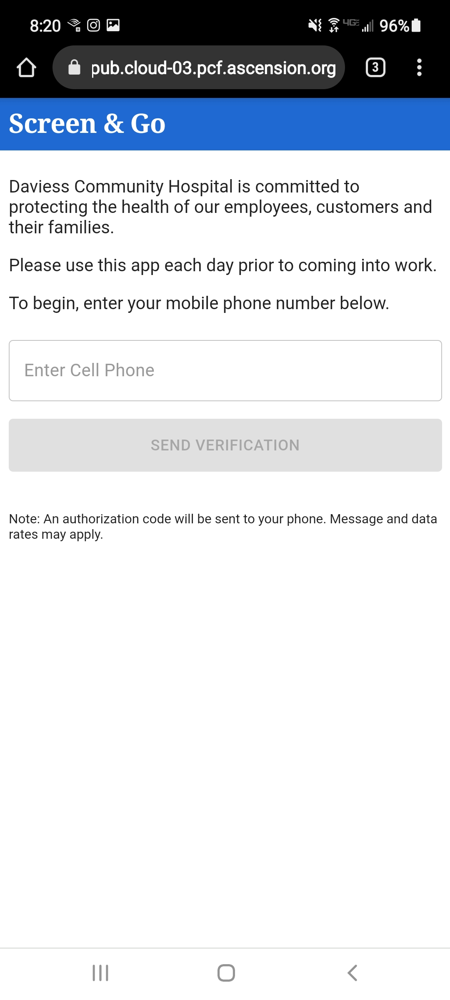 8:20
4G LTE
96%
pub.cloud-03.pcf.ascension.org
3
Screen & Go
Daviess Community Hospital is committed to
protecting the health of our employees, customers and
their families.
Please use this app each day prior to coming into work.
To begin, enter your mobile phone number below.
Enter Cell Phone
SEND VERIFICATION
Note: An authorization code will be sent to your phone. Message and data
rates may apply.